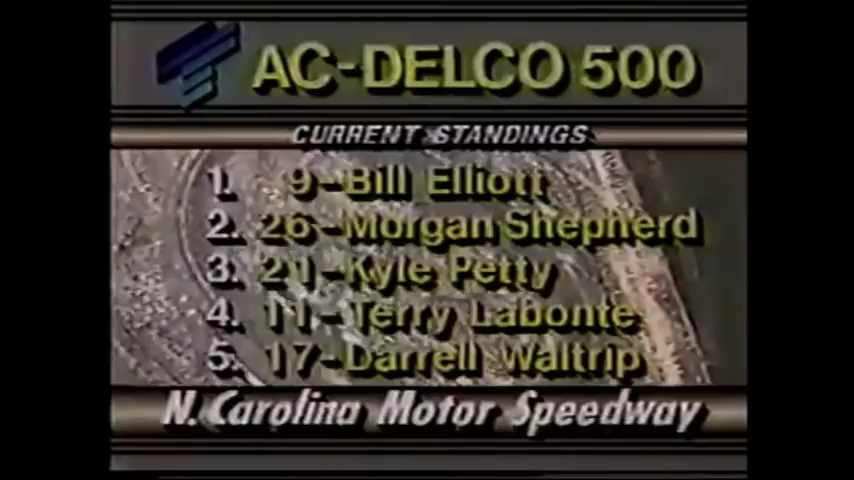 AC-DELCO 500
CURRENT STANDINGS
1. 9-Bill Elliott
2. 26-Morgan Shepherd
3. 21-Kyle Petty
4. 11-Terry Labonte
5. 17-Darrell Waltrip
N. Carolina Motor Speedway